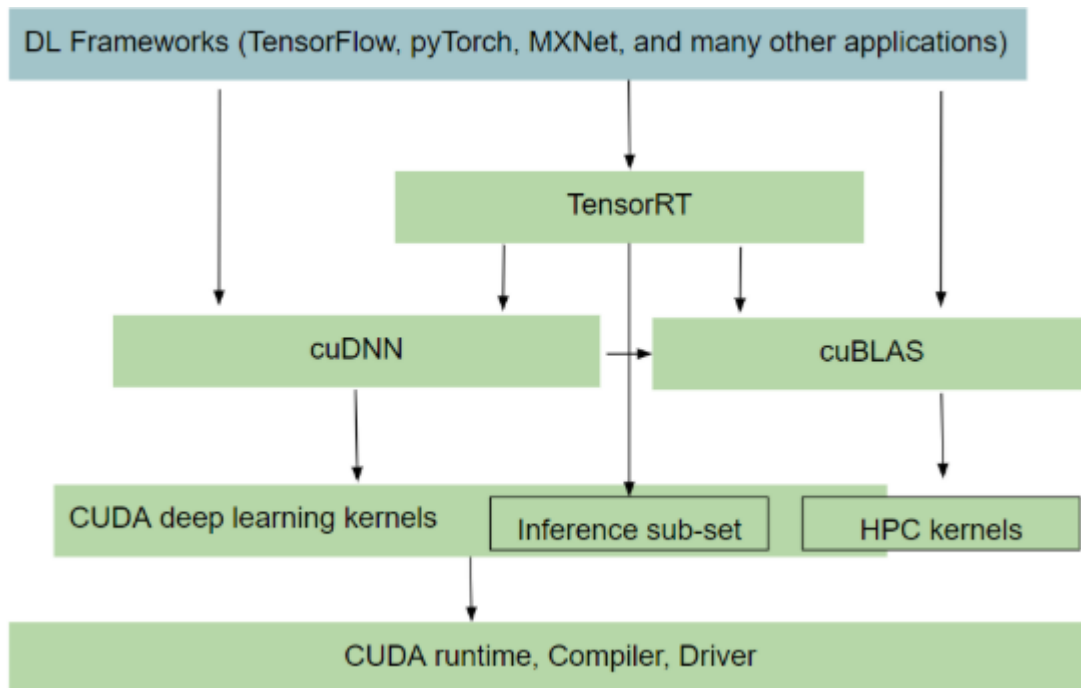 DL Frameworks (TensorFlow, pyTorch, MXNet, and many other applications)
TensorRT
cuDNN
cuBLAS
CUDA deep learning kernels
Inference sub-set
HPC kernels
CUDA runtime, Compiler, Driver